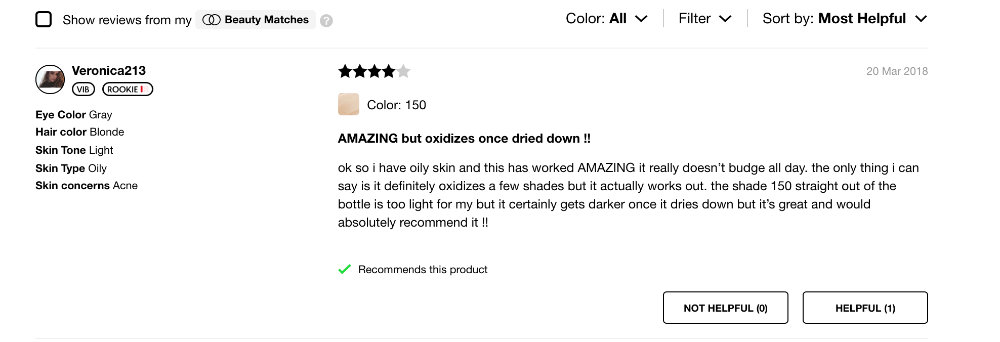 Show reviews from my Beauty Matches ?
Color: All Filter Sort by: Most Helpful
Veronica213
VIB ROOKIE
Eye Color Gray
Hair color Blonde
Skin Tone Light
Skin Type Oily
Skin concerns Acne
20 Mar 2018
Color: 150
AMAZING but oxidizes once dried down !!
ok so i have oily skin and this has worked AMAZING it really doesn’t budge all day. the only thing i can
say is it definitely oxidizes a few shades but it actually works out. the shade 150 straight out of the
bottle is too light for my but it certainly gets darker once it dries down but it’s great and would
absolutely recommend it !!
Recommends this product
NOT HELPFUL (0) HELPFUL (1)